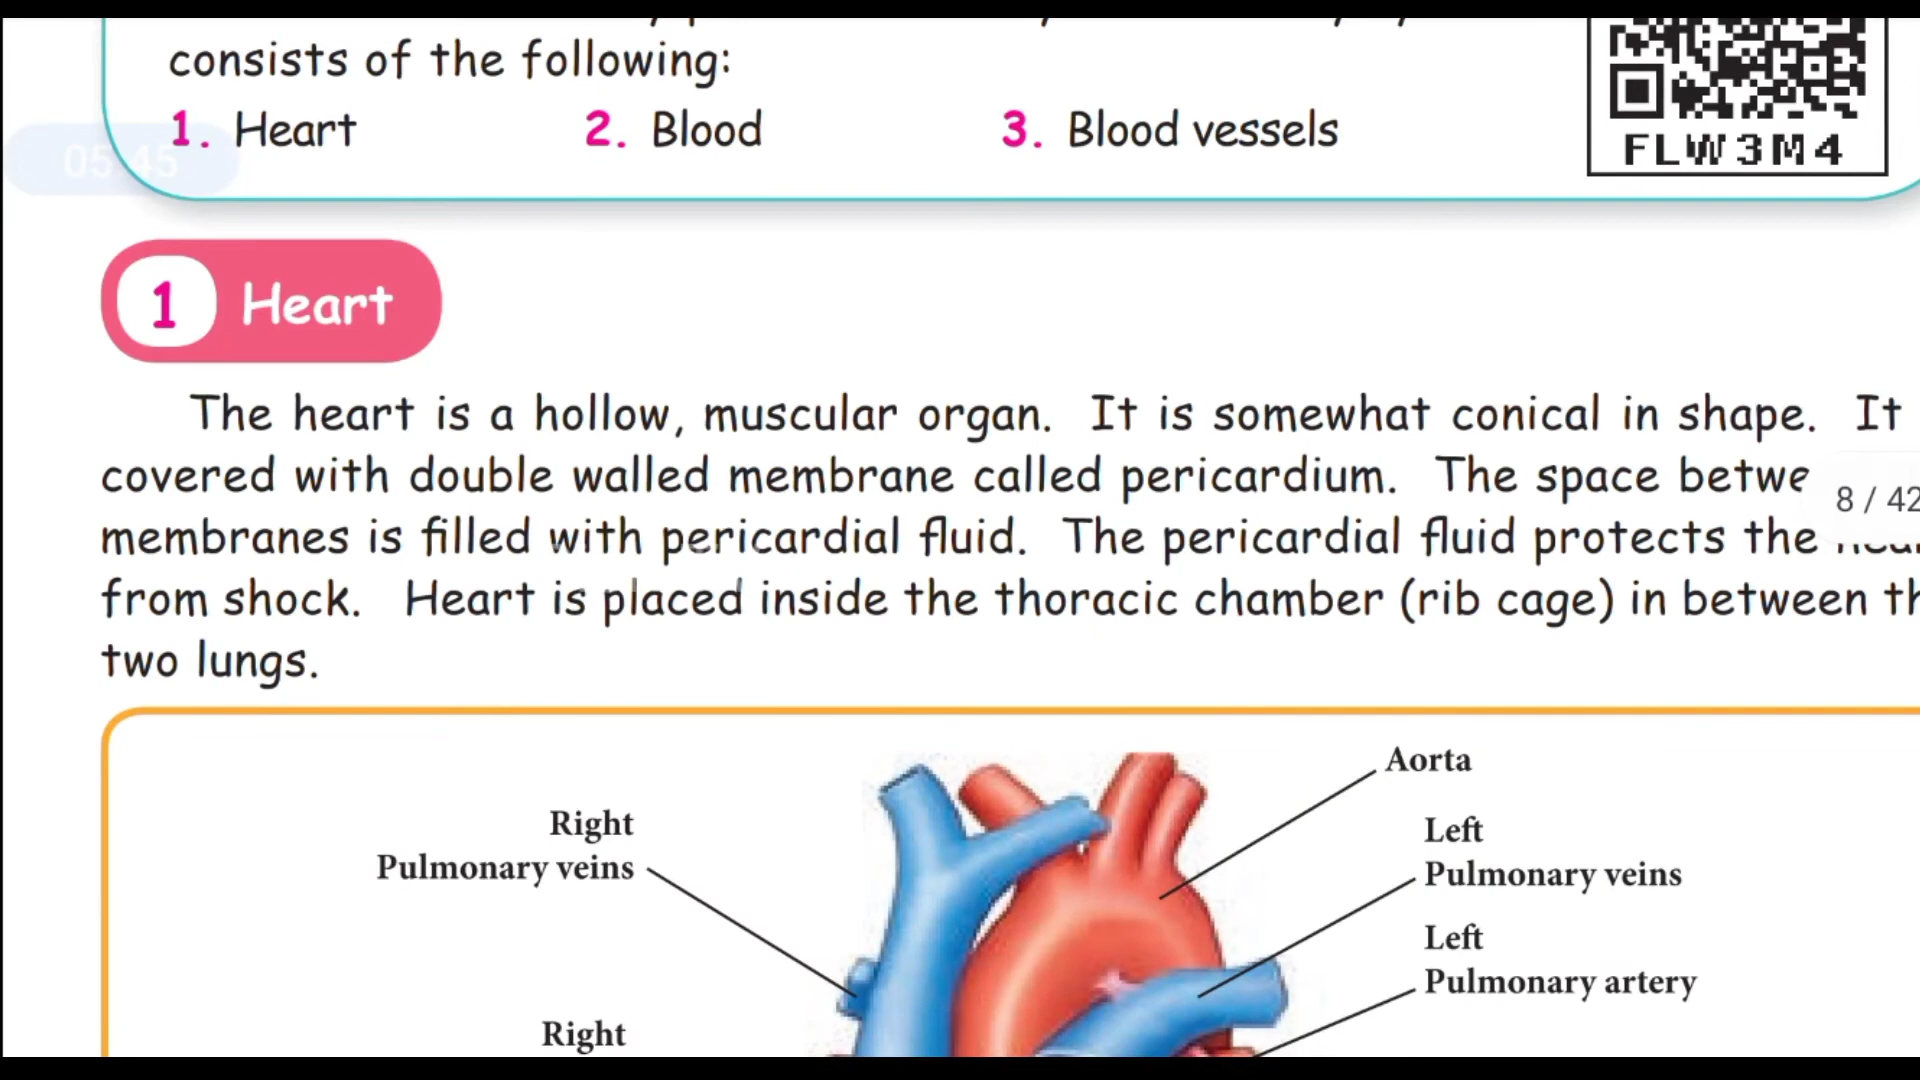 consists of the following:
1. Heart 2. Blood 3. Blood vessels
FLW3M4
05:45
1 Heart
The heart is a hollow, muscular organ. It is somewhat conical in shape. It
covered with double walled membrane called pericardium. The space betwe
8 / 42
membranes is filled with pericardial fluid. The pericardial fluid protects the
from shock. Heart is placed inside the thoracic chamber (rib cage) in between th
two lungs.
Aorta
Right
Pulmonary veins
Left
Pulmonary veins
Left
Pulmonary artery
Right